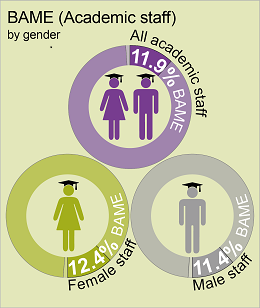 BAME (Academic staff)
by gender
All academic staff
11.9% BAME
12.4% BAME
Female staff
11.4% BAME
Male staff